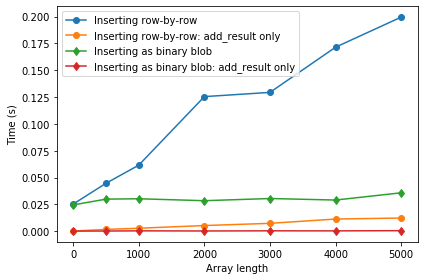 0.200
0.175
0.150
0.125
0.100
0.075
0.050
0.025
0.000
Time (s)
Inserting row-by-row
Inserting row-by-row: add_result only
Inserting as binary blob
Inserting as binary blob: add_result only
0 1000 2000 3000 4000 5000
Array length